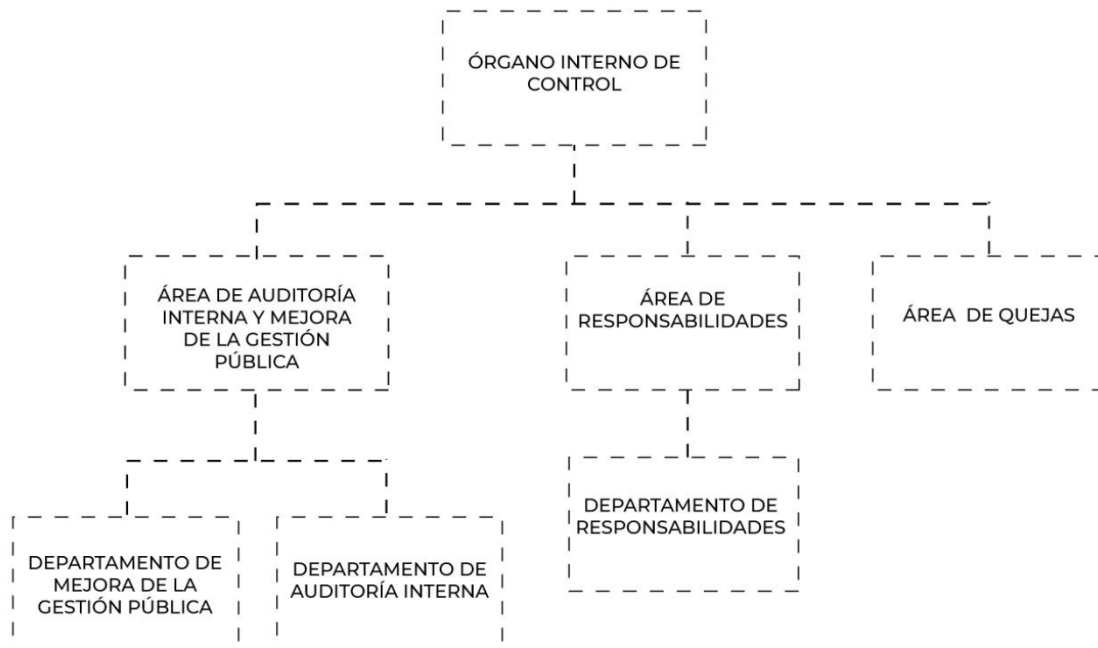 ÓRGANO INTERNO DE
CONTROL
ÁREA DE AUDITORÍA
INTERNA Y MEJORA
DE LA GESTIÓN
PÚBLICA
ÁREA DE
RESPONSABILIDADES
ÁREA DE QUEJAS
DEPARTAMENTO DE
MEJORA DE LA
GESTIÓN PÚBLICA
DEPARTAMENTO DE
AUDITORÍA INTERNA
DEPARTAMENTO DE
RESPONSABILIDADES